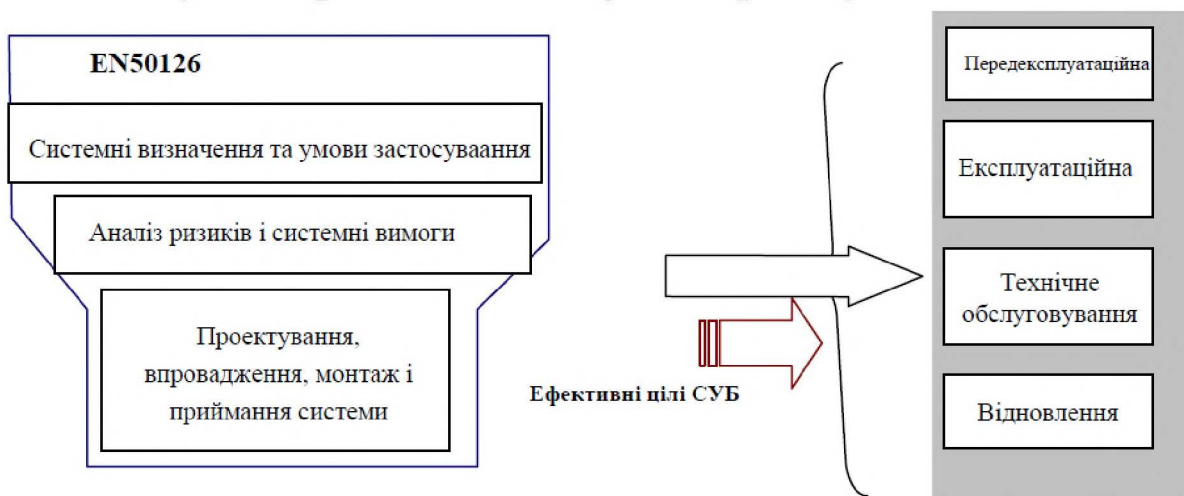 EN50126
Системні визначення та умови застосуваання
Аналіз ризиків і системні вимоги
Проектування,
впровадження, монтаж і
приймання системи
Ефективні цілі СУБ
Передексплуатаційна
Експлуатаційна
Технічне
обслуговування
Відновлення